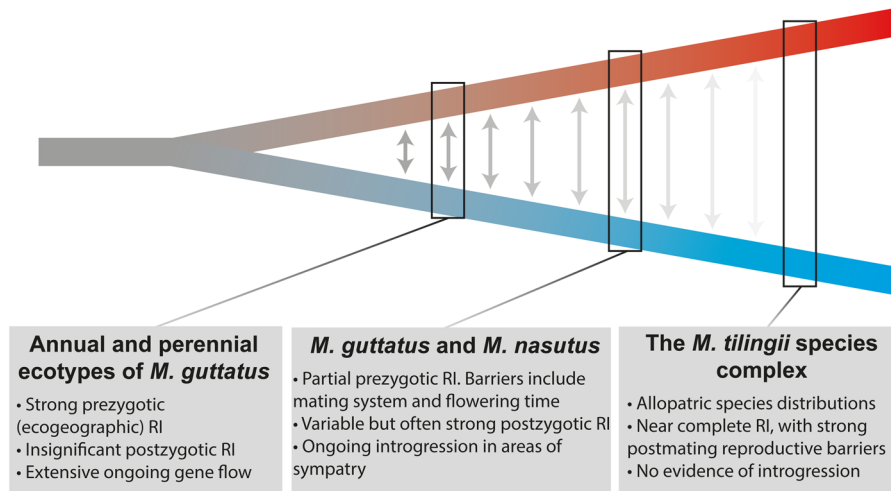 Annual and perennial
ecotypes of M. guttatus
• Strong prezygotic
(ecogeographic) RI
• Insignificant postzygotic RI
• Extensive ongoing gene flow
M. guttatus and M. nasutus
• Partial prezygotic RI. Barriers include
mating system and flowering time
• Variable but often strong postzygotic RI
• Ongoing introgression in areas of
sympatry
The M. tilingii species
complex
• Allopatric species distributions
• Near complete RI, with strong
postmating reproductive barriers
• No evidence of introgression